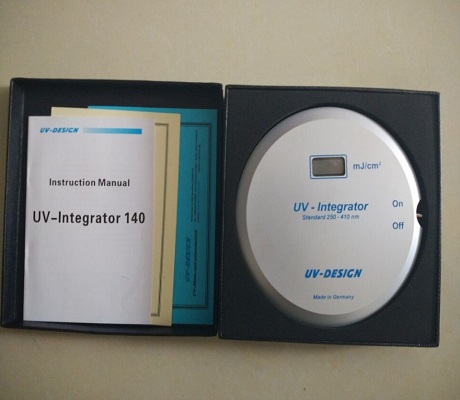 UV-DESIGN
Instruction Manual
UV-Integrator 140
UV-DESIGN
mJ/cm²
UV - Integrator
Standard 250 - 410 nm
On
Off
UV-DESIGN
Made in Germany